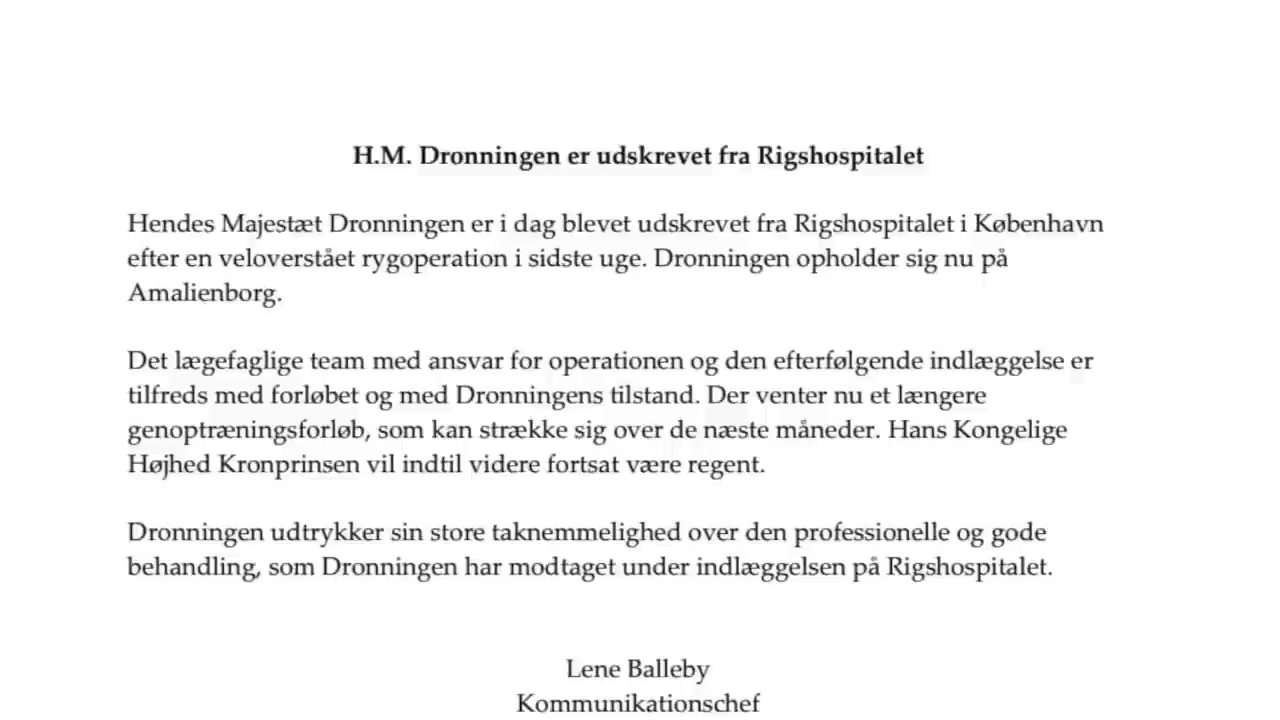 H.M. Dronningen er udskrevet fra Rigshospitalet
Hendes Majestæt Dronningen er i dag blevet udskrevet fra Rigshospitalet i København
efter en veloverstået rygoperation i sidste uge. Dronningen opholder sig nu på
Amalienborg.
Det lægefaglige team med ansvar for operationen og den efterfølgende indlæggelse er
tilfreds med forløbet og med Dronningens tilstand. Der venter nu et længere
genoptræningsforløb, som kan strække sig over de næste måneder. Hans Kongelige
Højhed Kronprinsen vil indtil videre fortsat være regent.
Dronningen udtrykker sin store taknemmelighed over den professionelle og gode
behandling, som Dronningen har modtaget under indlæggelsen på Rigshospitalet.
Lene Balleby
Kommunikationschef